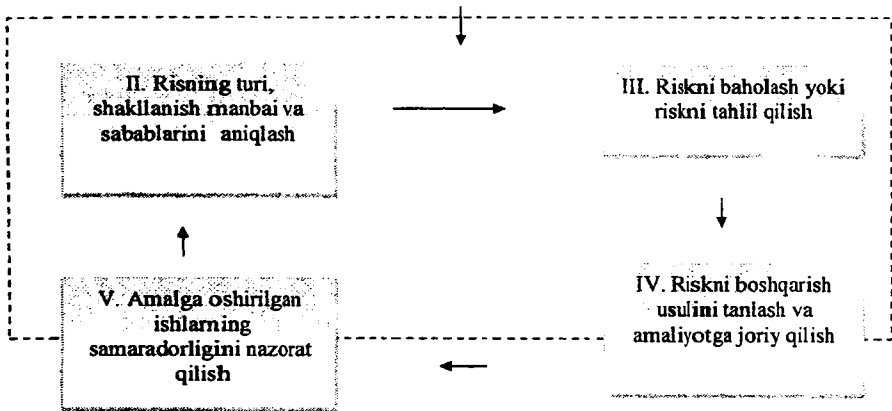 II. Risning turi,
shakllanish manbai va
sabablarini aniqlash
III. Riskni baholash yoki
riskni tahlil qilish
IV. Riskni boshqarish
usulini tanlash va
amaliyotga joriy qilish
V. Amalga oshirilgan
ishlarning
samaradorligini nazorat
qilish